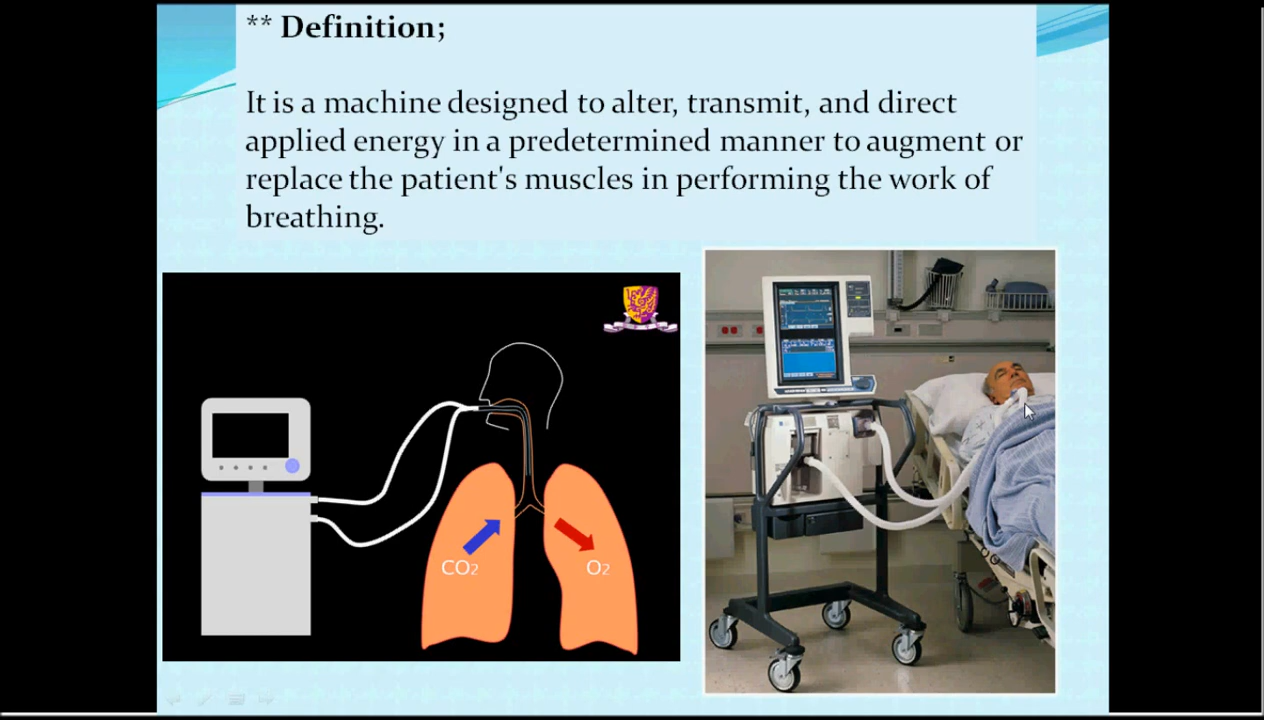 ** Definition;
It is a machine designed to alter, transmit, and direct
applied energy in a predetermined manner to augment or
replace the patient's muscles in performing the work of
breathing.
CO2
O2